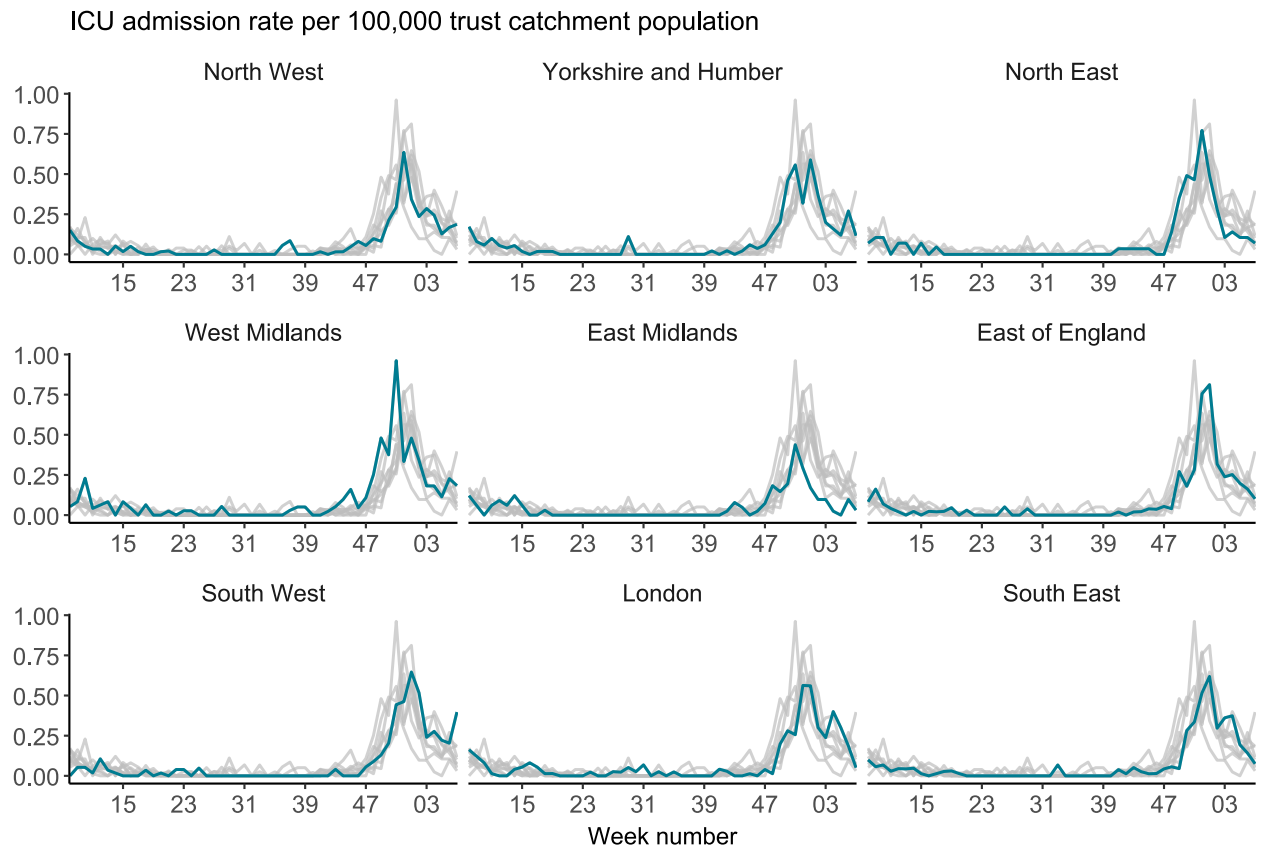 ICU admission rate per 100,000 trust catchment population
North West Yorkshire and Humber North East
1.00
0.75
0.50
0.25
0.00
15 23 31 39 47 03 15 23 31 39 47 03 15 23 31 39 47 03
West Midlands East Midlands East of England
1.00
0.75
0.50
0.25
0.00
15 23 31 39 47 03 15 23 31 39 47 03 15 23 31 39 47 03
South West London South East
1.00
0.75
0.50
0.25
0.00
15 23 31 39 47 03 15 23 31 39 47 03 15 23 31 39 47 03
Week number